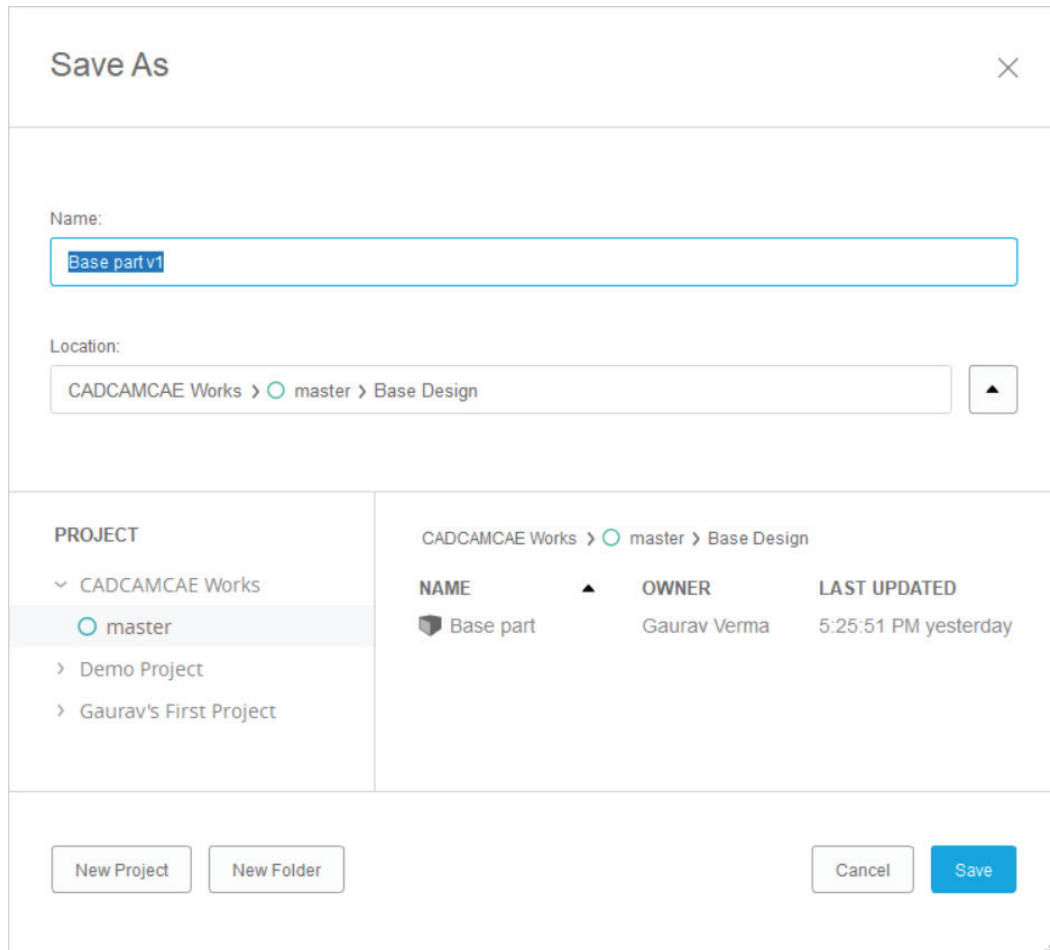 Save As
Name:
Base part v1
Location:
CADCAMCAE Works > master > Base Design
PROJECT
CADCAMCAE Works
master
Demo Project
Gaurav's First Project
CADCAMCAE Works > master > Base Design
NAME OWNER LAST UPDATED
Base part Gaurav Verma 5:25:51 PM yesterday
New Project New Folder Cancel Save